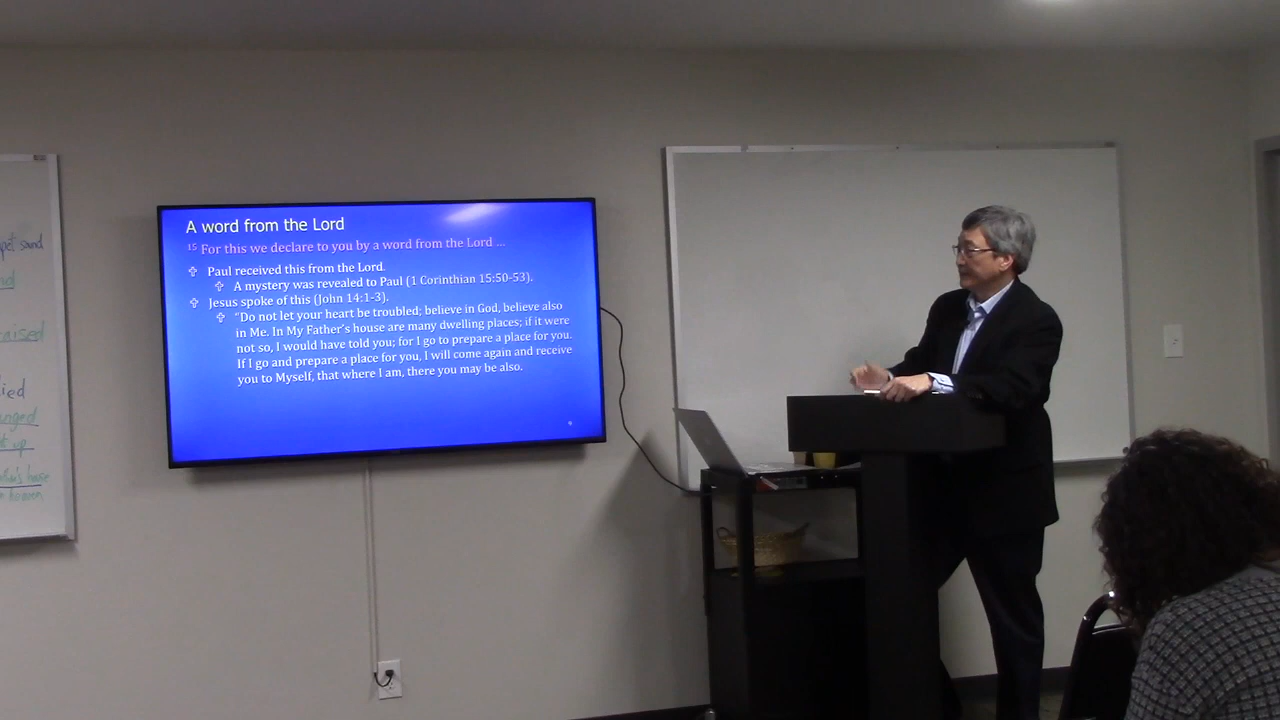 A word from the Lord
15 For this we declare to you by a word from the Lord ...
Paul received this from the Lord.
A mystery was revealed to Paul (1 Corinthian 15:50-53).
Jesus spoke of this (John 14:1-3).
"Do not let your heart be troubled; believe in God, believe also
in Me. In My Father's house are many dwelling places; if it were
not so, I would have told you; for I go to prepare a place for you.
If I go and prepare a place for you, I will come again and receive
you to Myself, that where I am, there you may be also.
sand
raised
up
house